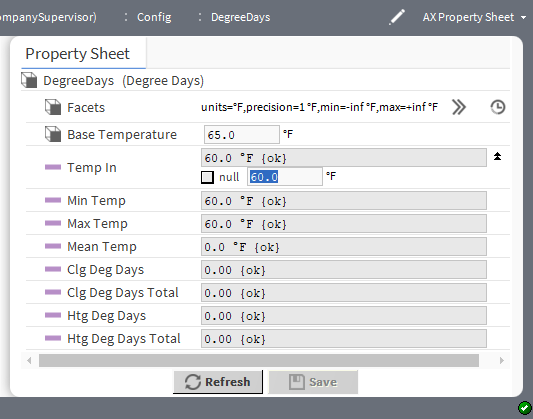 ompanySupervisor) : Config : DegreeDays AX Property Sheet
Property Sheet
DegreeDays (Degree Days)
Facets units=°F,precision=1 °F,min=-inf °F,max=+inf °F
Base Temperature 65.0 °F
Temp In 60.0 °F {ok}
null 60.0 °F
Min Temp 60.0 °F {ok}
Max Temp 60.0 °F {ok}
Mean Temp 0.0 °F {ok}
Clg Deg Days 0.00 {ok}
Clg Deg Days Total 0.00 {ok}
Htg Deg Days 0.00 {ok}
Htg Deg Days Total 0.00 {ok}
Refresh Save